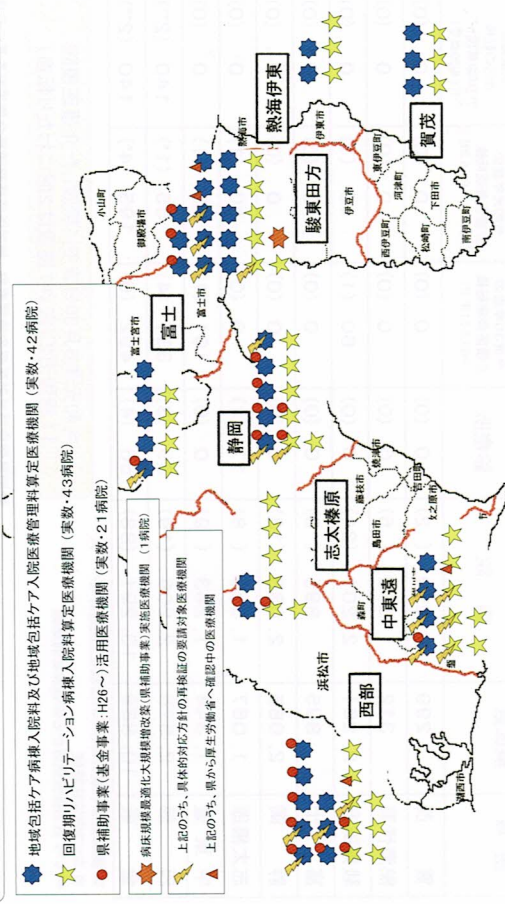 地域包括ケア病棟入院料及び地域包括ケア入院医療管理料算定医療機関（実数・42病院）
回復期リハビリテーション病棟入院料算定医療機関（実数・43病院）
県補助事業（基金事業：H26～）活用医療機関（実数・21病院）
病床規模最適化大規模増改築（県補助事業）実施医療機関（1病院）
上記のうち、具体的対応方針の再検証の要請対象医療機関
上記のうち、県から厚生労働省へ確認中の医療機関
小山町
御殿場市
富士宮市
富士
富士市
熱海市
熱海伊東
伊東市
駿東田方
伊豆市
東伊豆町
賀茂
河津町
西伊豆町
松崎町
下田市
南伊豆町
静岡
志太榛原
焼津市
藤枝市
島田市
吉田町
牧之原市
中東遠
森町
磐
浜松市
西部
湖西市